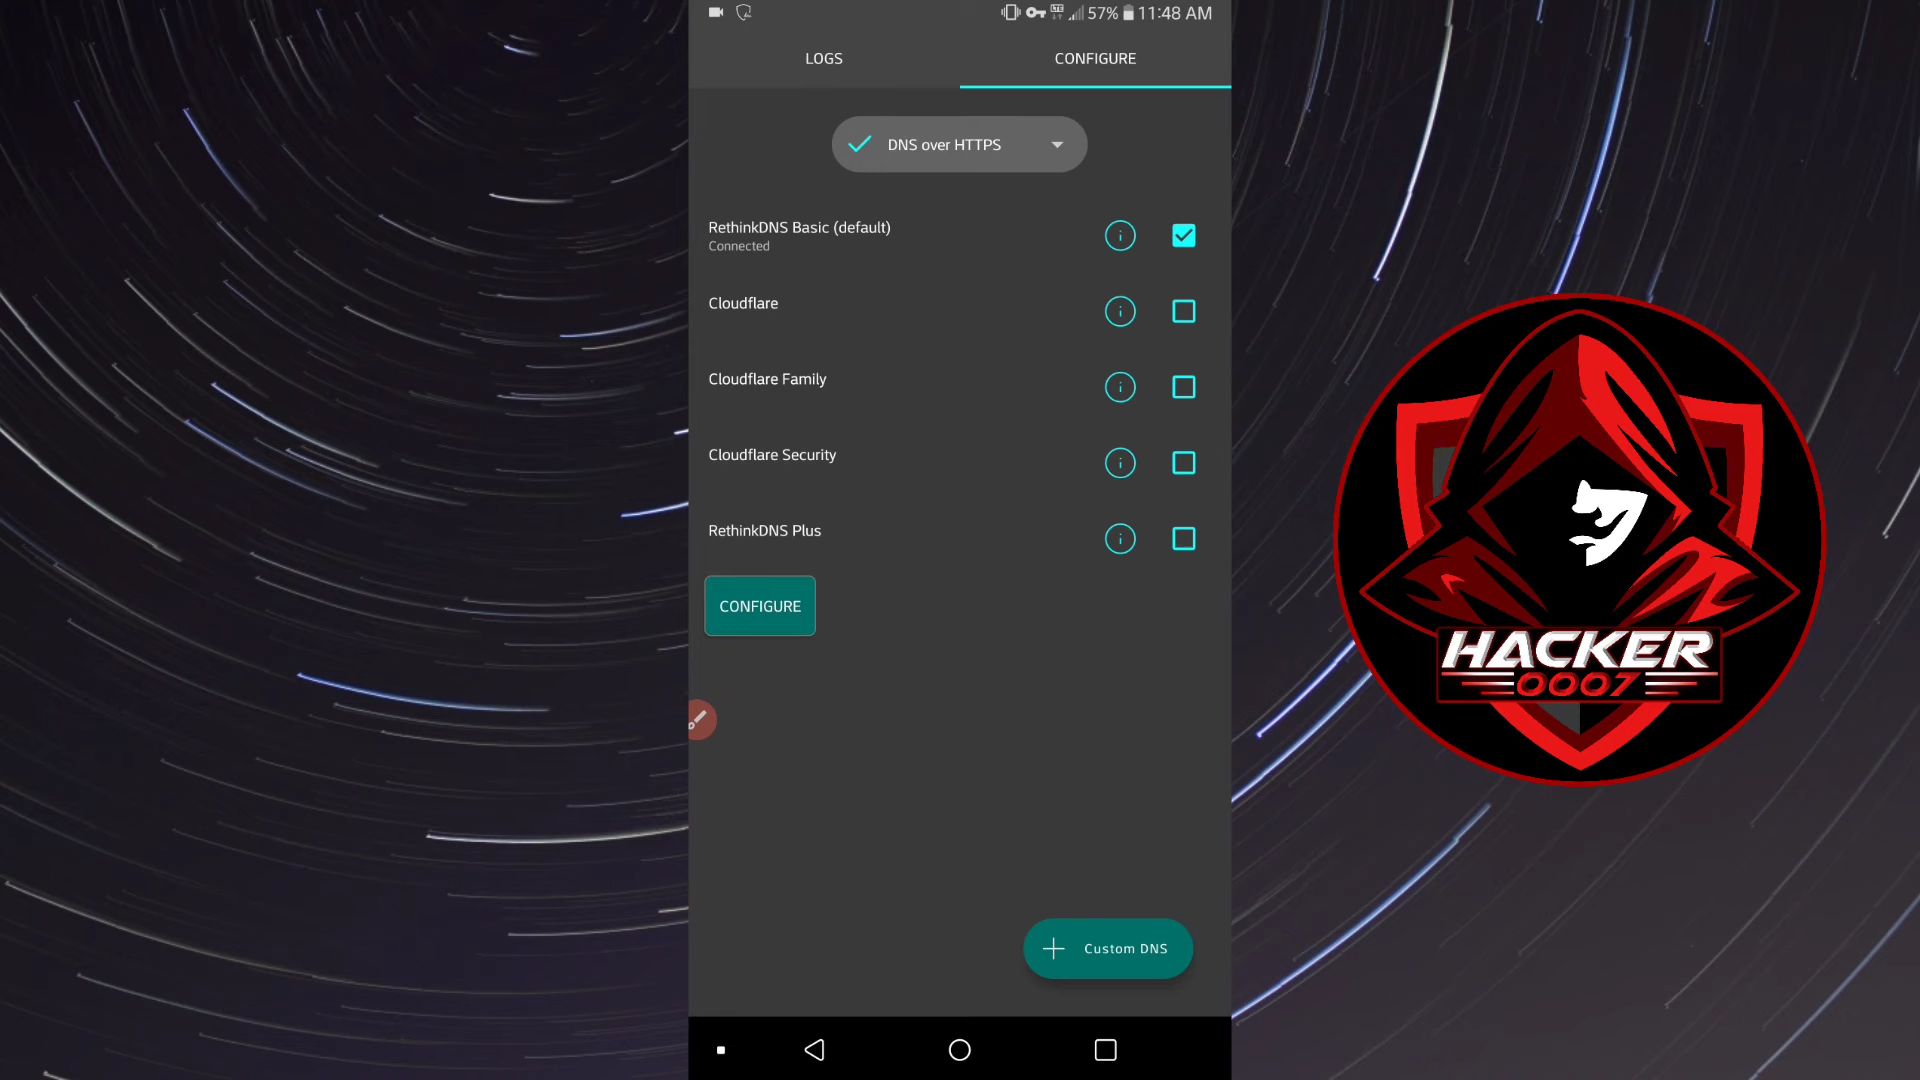 57% 11:48 AM
LOGS
CONFIGURE
DNS over HTTPS
RethinkDNS Basic (default)
Connected
Cloudflare
Cloudflare Family
Cloudflare Security
RethinkDNS Plus
CONFIGURE
Custom DNS
HACKER
0007